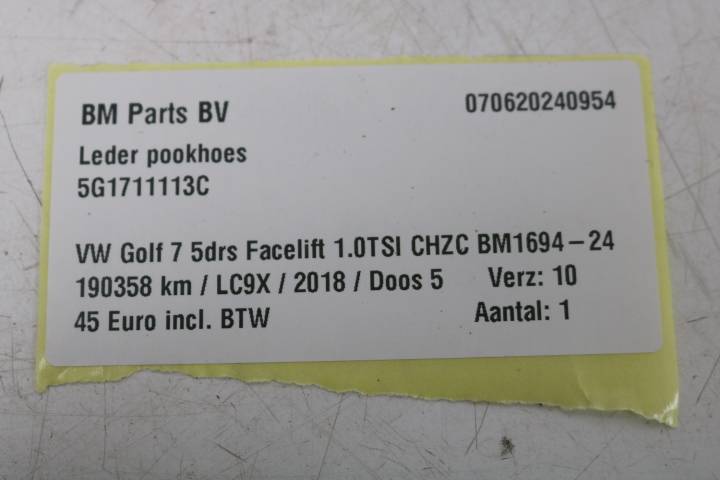 BM Parts BV 070620240954
Leder pookhoes
5G1711113C
VW Golf 7 5drs Facelift 1.0TSI CHZC BM1694-24
190358 km / LC9X / 2018 / Doos 5 Verz: 10
45 Euro incl. BTW Aantal: 1